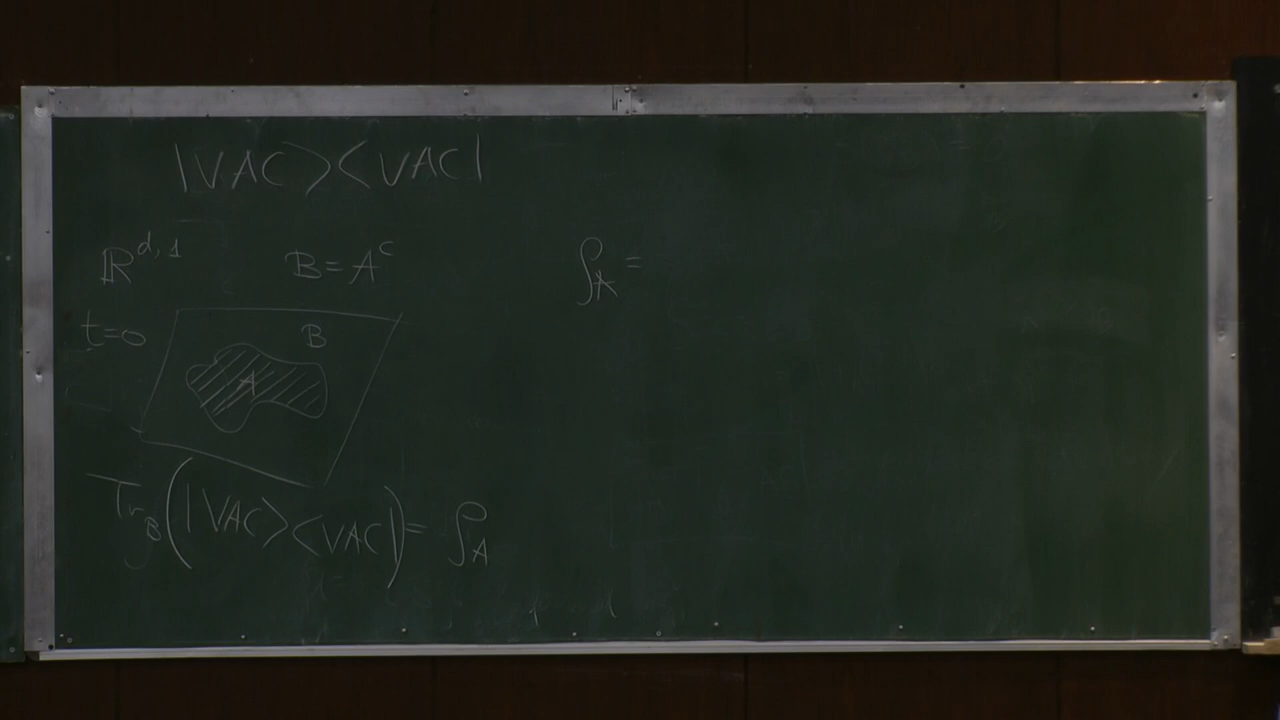 |VAC><VAC|
ℝ^{d,1} B=A^c
t=0
B
A
Tr_B(|VAC><VAC|)= ρ_A
ρ_A =